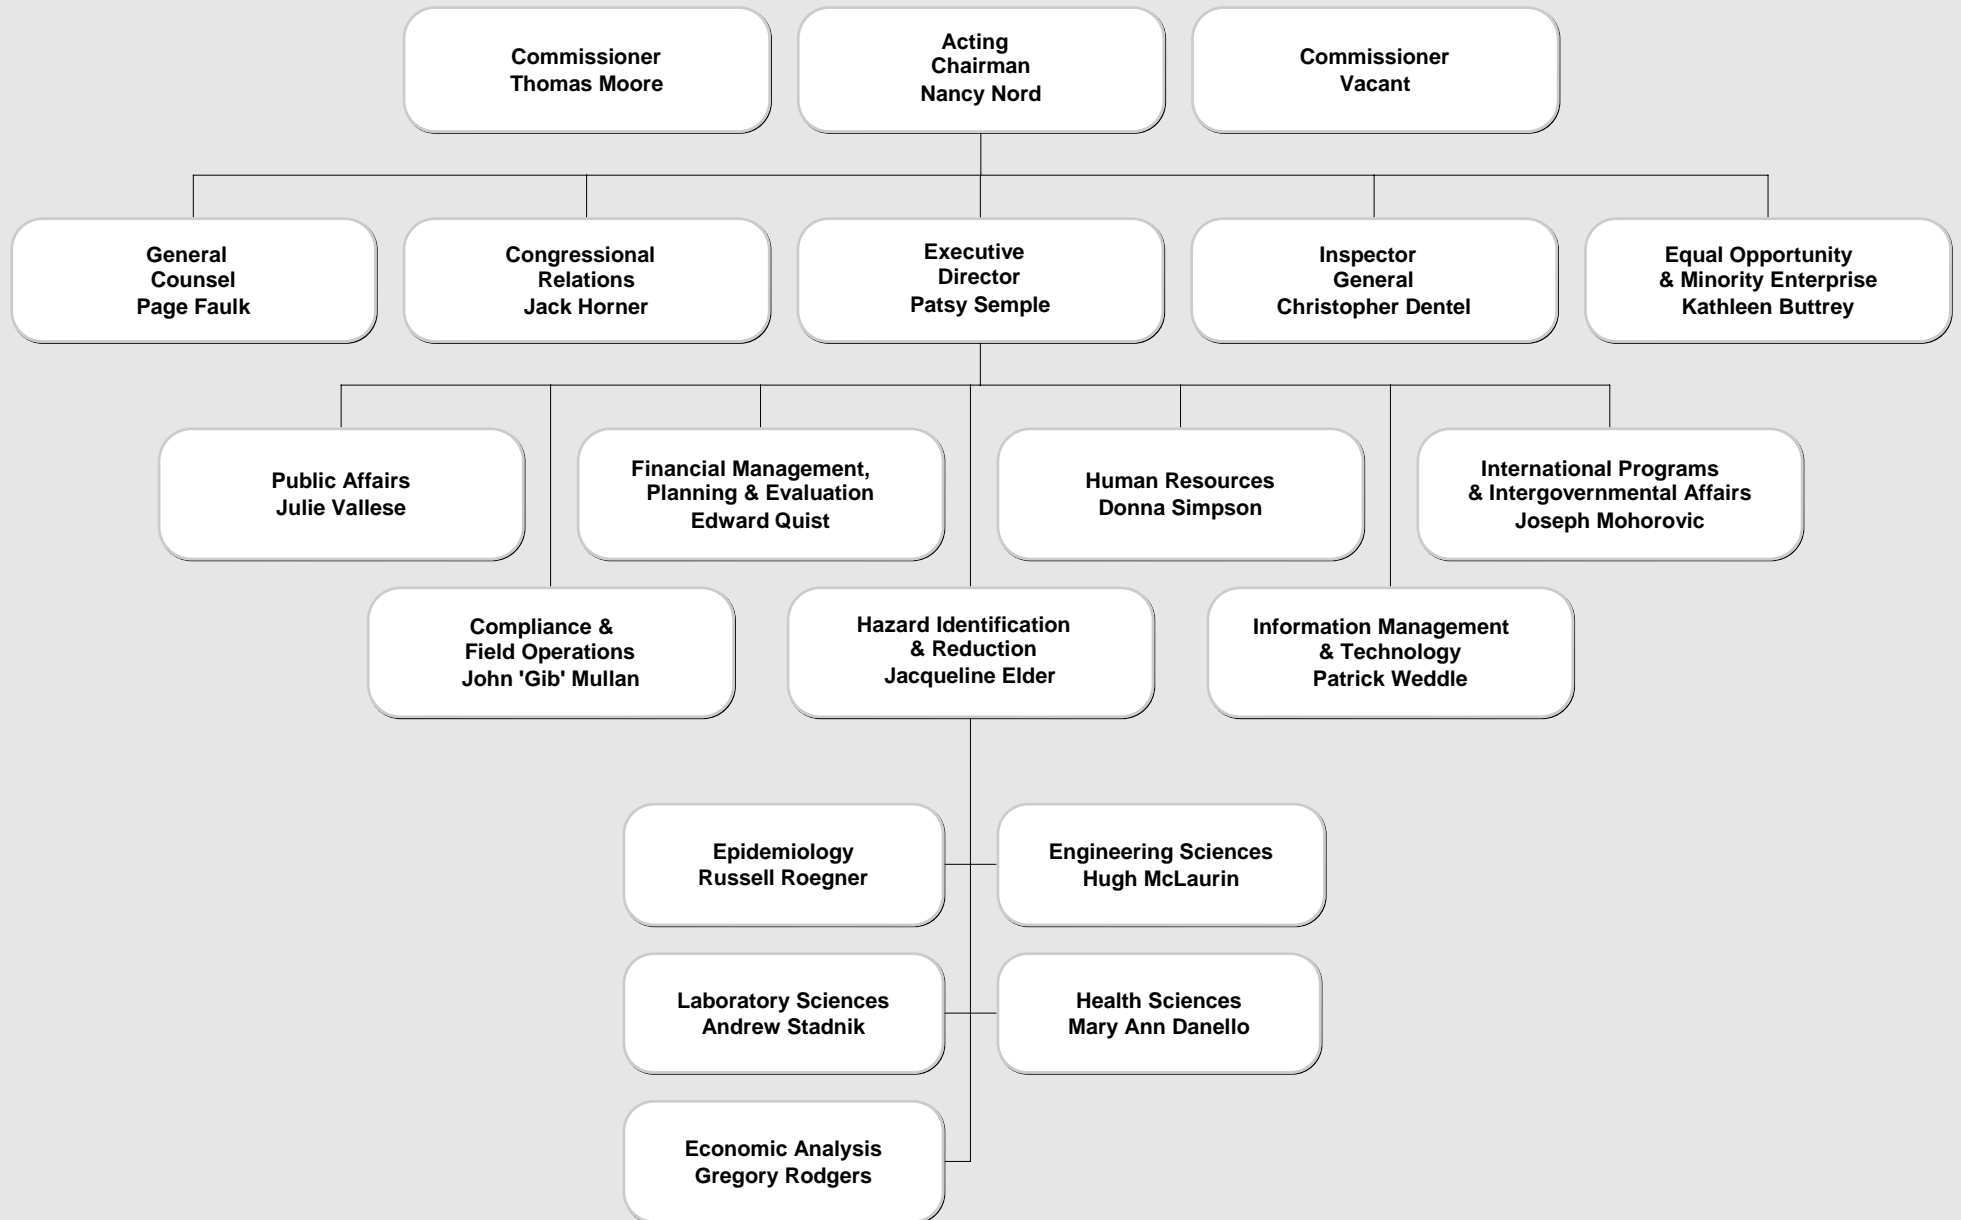 Commissioner
Thomas Moore
Acting
Chairman
Nancy Nord
Commissioner
Vacant
General
Counsel
Page Faulk
Congressional
Relations
Jack Horner
Executive
Director
Patsy Semple
Inspector
General
Christopher Dentel
Equal Opportunity
& Minority Enterprise
Kathleen Buttrey
Public Affairs
Julie Vallese
Financial Management,
Planning & Evaluation
Edward Quist
Human Resources
Donna Simpson
International Programs
& Intergovernmental Affairs
Joseph Mohorovic
Compliance &
Field Operations
John 'Gib' Mullan
Hazard Identification
& Reduction
Jacqueline Elder
Information Management
& Technology
Patrick Weddle
Epidemiology
Russell Roegner
Engineering Sciences
Hugh McLaurin
Laboratory Sciences
Andrew Stadnik
Health Sciences
Mary Ann Danello
Economic Analysis
Gregory Rodgers